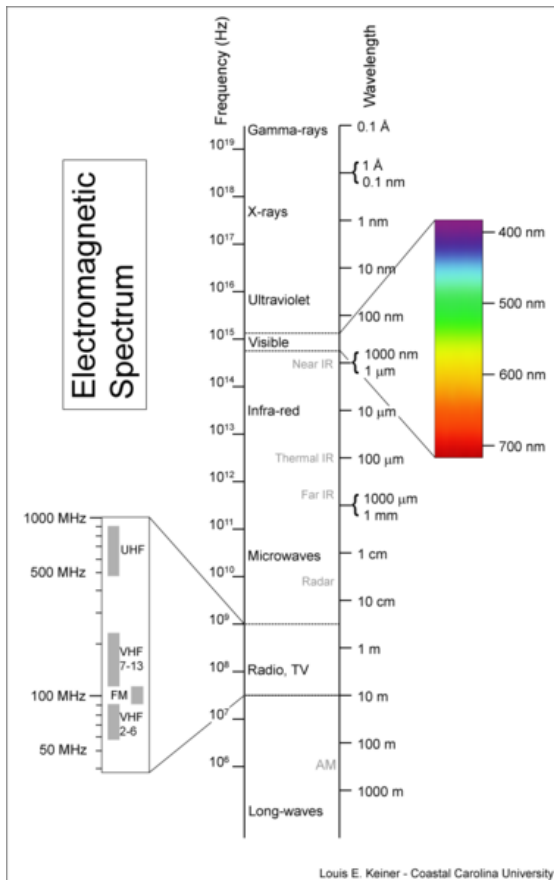 Electromagnetic
Spectrum
Frequency (Hz)
10¹⁹
10¹⁸
10¹⁷
10¹⁶
10¹⁵
10¹⁴
10¹³
10¹²
10¹¹
10¹⁰
10⁹
10⁸
10⁷
10⁶
Gamma-rays
X-rays
Ultraviolet
Visible
Near IR
Infra-red
Thermal IR
Far IR
Microwaves
Radar
Radio, TV
AM
Long-waves
Wavelength
0.1 Å
1 Å
0.1 nm
1 nm
10 nm
100 nm
1000 nm
1 μm
10 μm
100 μm
1000 μm
1 mm
1 cm
10 cm
1 m
10 m
100 m
1000 m
400 nm
500 nm
600 nm
700 nm
1000 MHz
UHF
500 MHz
VHF
7-13
100 MHz
FM
VHF
2-6
50 MHz
Louis E. Keiner - Coastal Carolina University